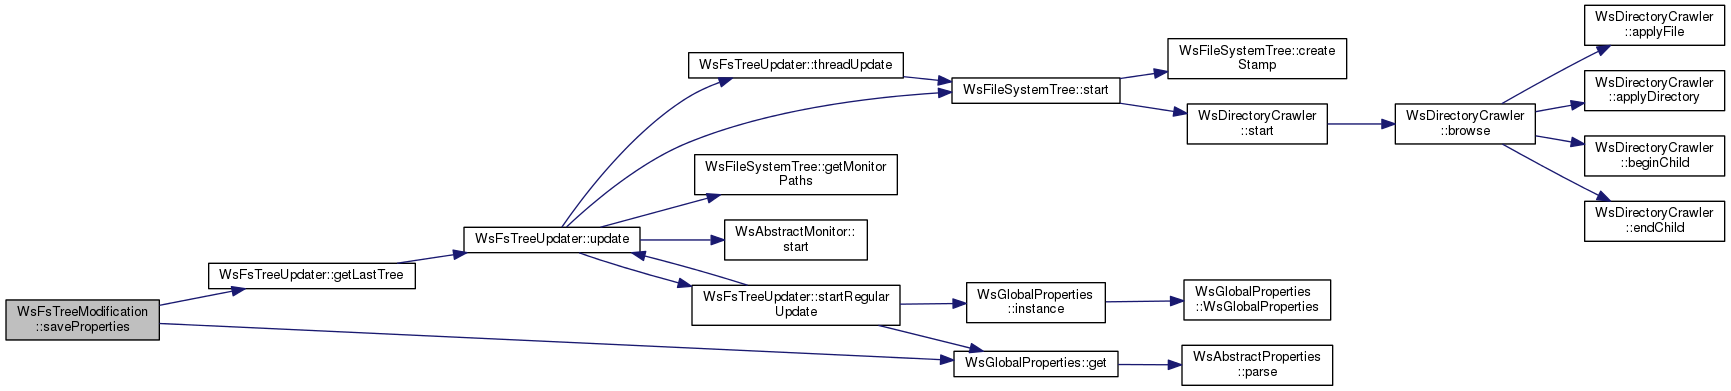 WsFsTreeModification
::saveProperties
WsFsTreeUpdater::getLastTree
WsFsTreeUpdater::update
WsFsTreeUpdater::threadUpdate
WsFileSystemTree::getMonitor
Paths
WsAbstractMonitor::
start
WsFsTreeUpdater::startRegular
Update
WsFileSystemTree::start
WsGlobalProperties
::instance
WsGlobalProperties::get
WsFileSystemTree::create
Stamp
WsDirectoryCrawler
::start
WsGlobalProperties
::WsGlobalProperties
WsAbstractProperties
::parse
WsDirectoryCrawler
::browse
WsDirectoryCrawler
::applyFile
WsDirectoryCrawler
::applyDirectory
WsDirectoryCrawler
::beginChild
WsDirectoryCrawler
::endChild